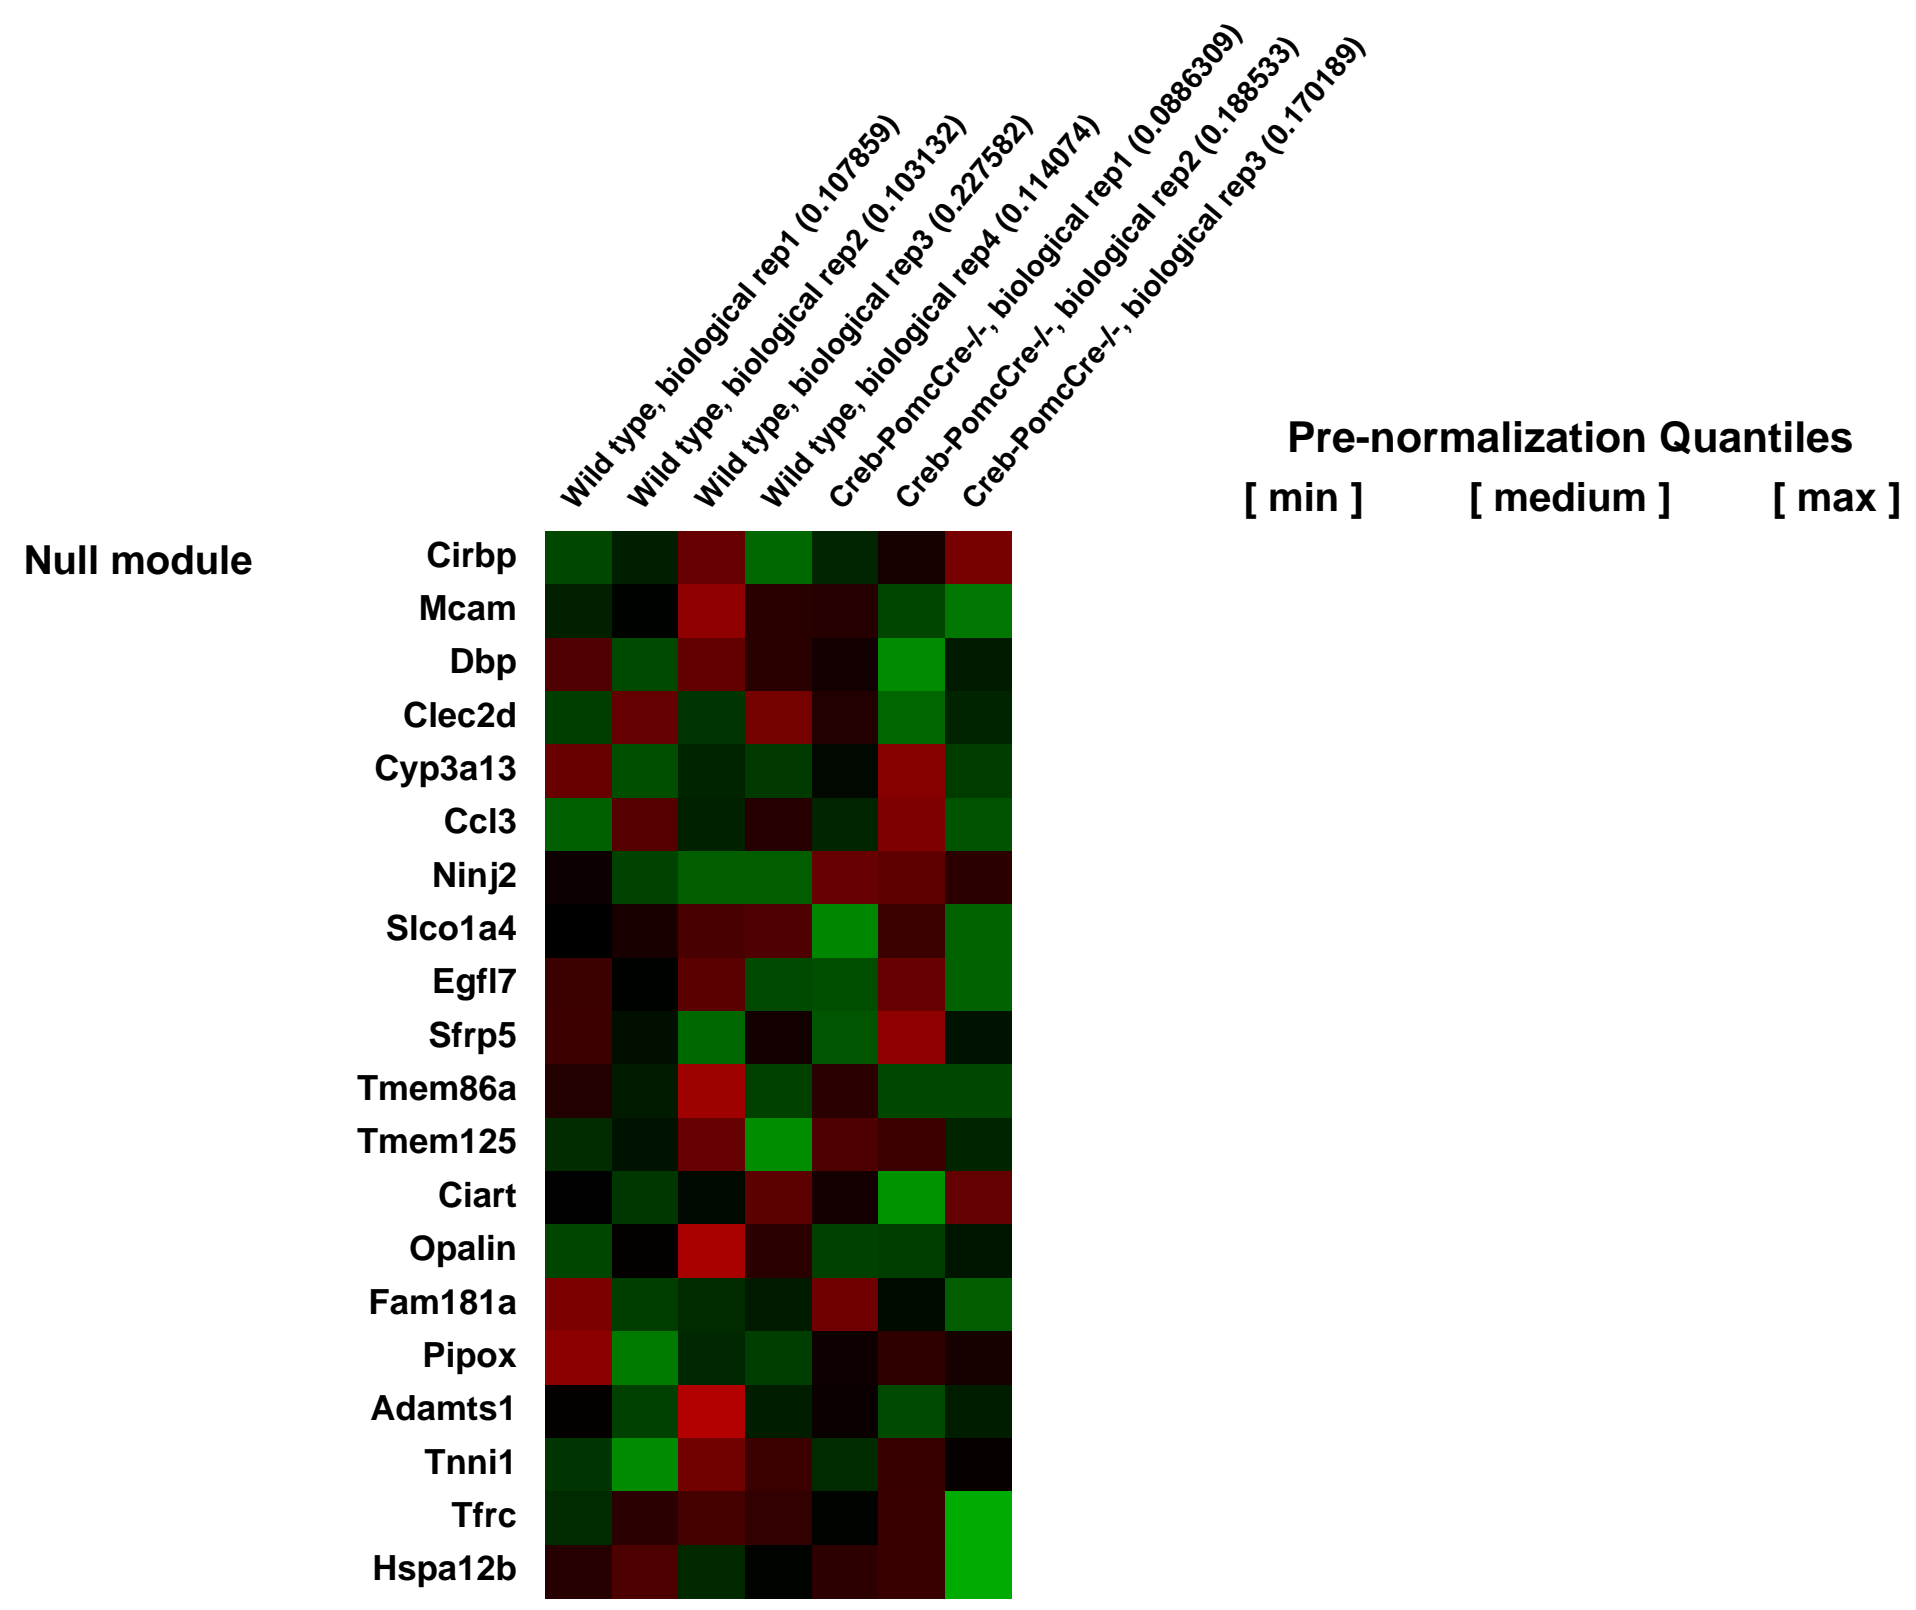 Wild type, biological rep1 (0.107859)
Wild type, biological rep2 (0.103132)
Wild type, biological rep3 (0.227582)
Wild type, biological rep4 (0.114074)
Creb-PomcCre-/-, biological rep1 (0.0886309)
Creb-PomcCre-/-, biological rep2 (0.188533)
Creb-PomcCre-/-, biological rep3 (0.170189)
Pre-normalization Quantiles
[ min ] [ medium ] [ max ]
Null module
Cirbp
Mcam
Dbp
Clec2d
Cyp3a13
Ccl3
Ninj2
Slco1a4
Egfl7
Sfrp5
Tmem86a
Tmem125
Ciart
Opalin
Fam181a
Pipox
Adamts1
Tnni1
Tfrc
Hspa12b